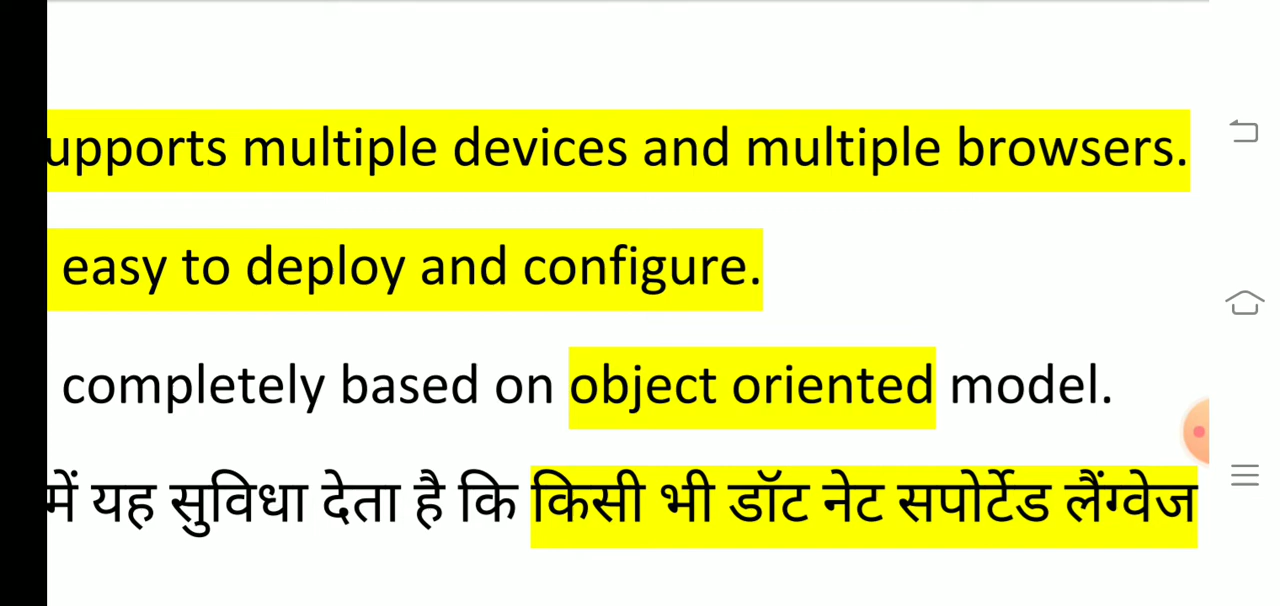 upports multiple devices and multiple browsers.
easy to deploy and configure.
completely based on object oriented model.
में यह सुविधा देता है कि किसी भी डॉट नेट सपोर्टेड लैंग्वेज